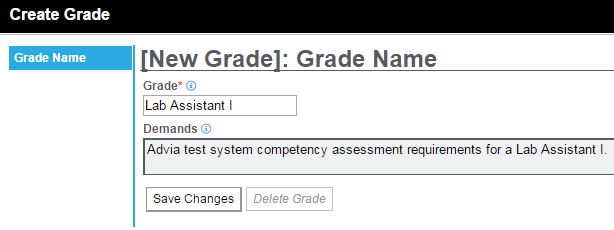 Create Grade
Grade Name
[New Grade]: Grade Name
Grade*
Lab Assistant I
Demands
Advia test system competency assessment requirements for a Lab Assistant I.
Save Changes
Delete Grade